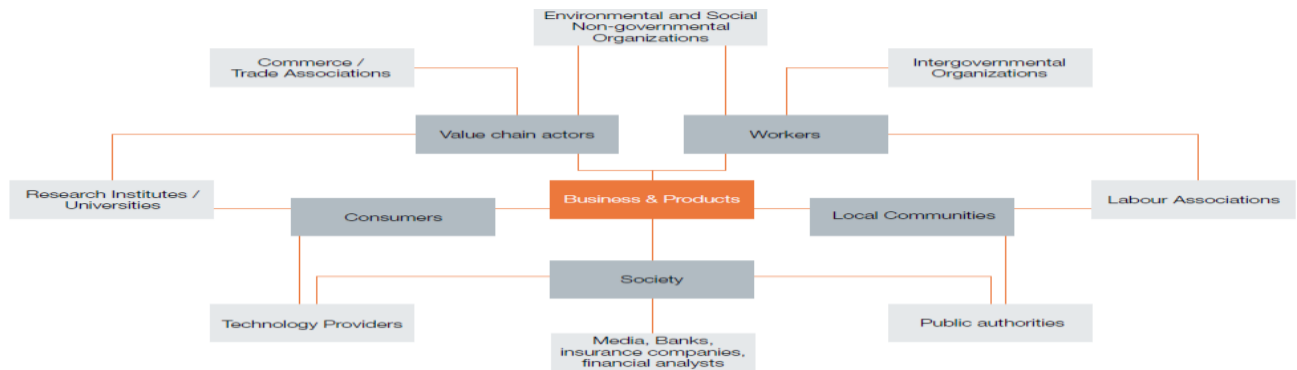 Environmental and Social
Non-governmental
Organizations
Commerce /
Trade Associations
Intergovernmental
Organizations
Value chain actors
Workers
Research Institutes /
Universities
Business & Products
Consumers
Local Communities
Labour Associations
Society
Technology Providers
Public authorities
Media, Banks,
insurance companies,
financial analysts